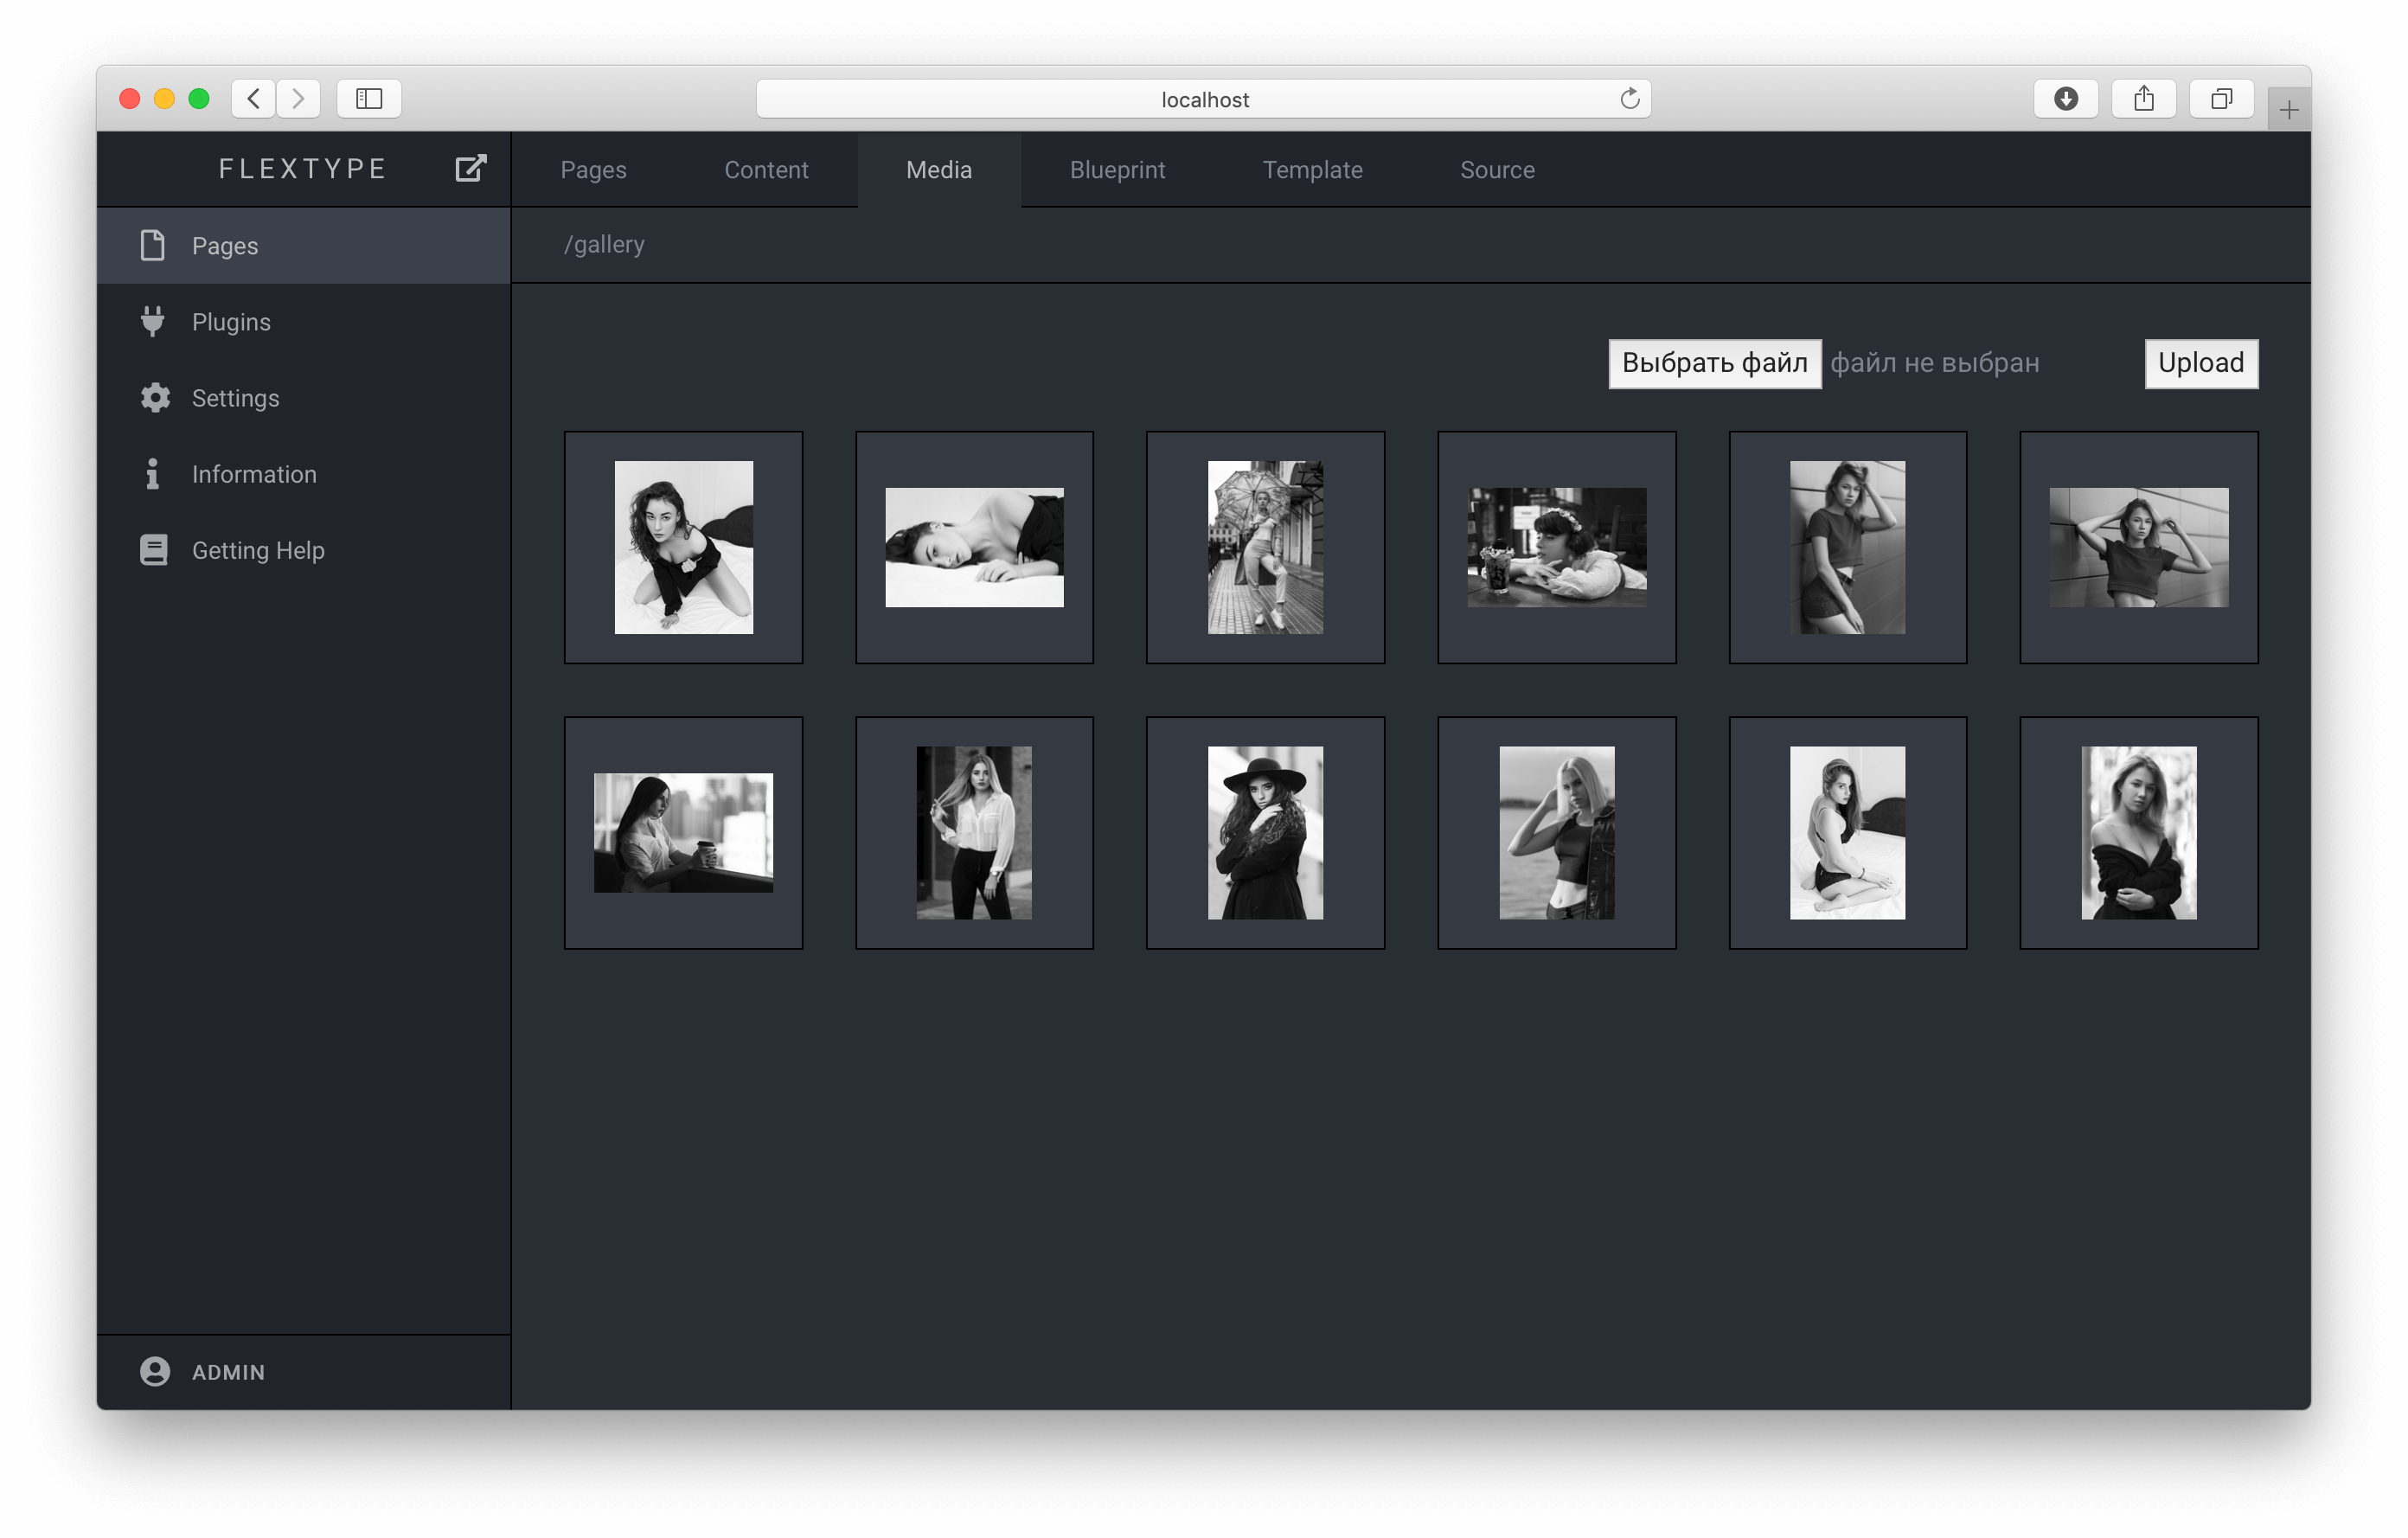 localhost
FLEXTYPE
Pages
Content
Media
Blueprint
Template
Source
Pages
/gallery
Plugins
Settings
Information
Getting Help
Выбрать файл файл не выбран
Upload
ADMIN